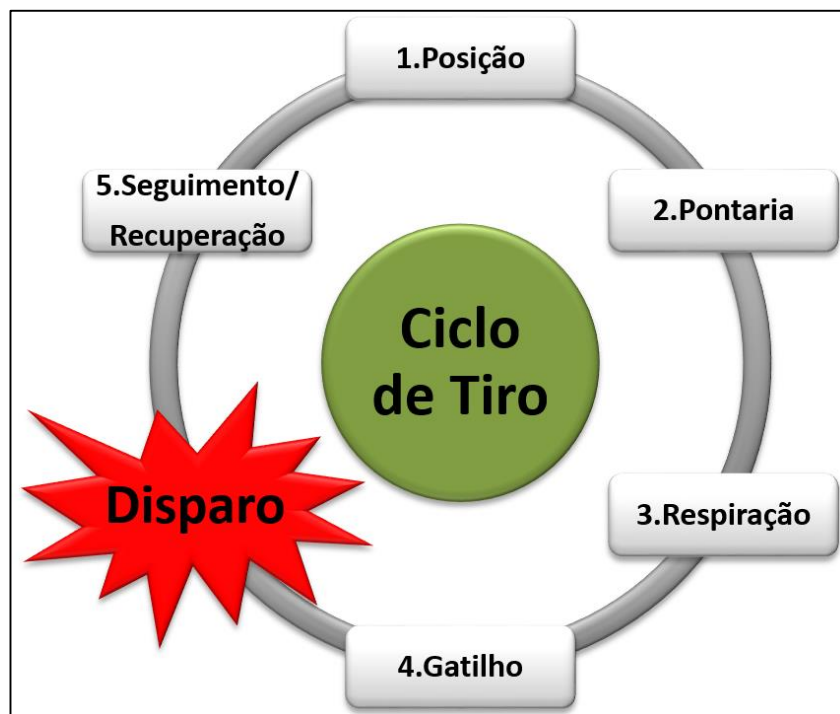 1.Posição
2.Pontaria
3.Respiração
4.Gatilho
Disparo
5.Seguimento/
Recuperação
Ciclo
de Tiro